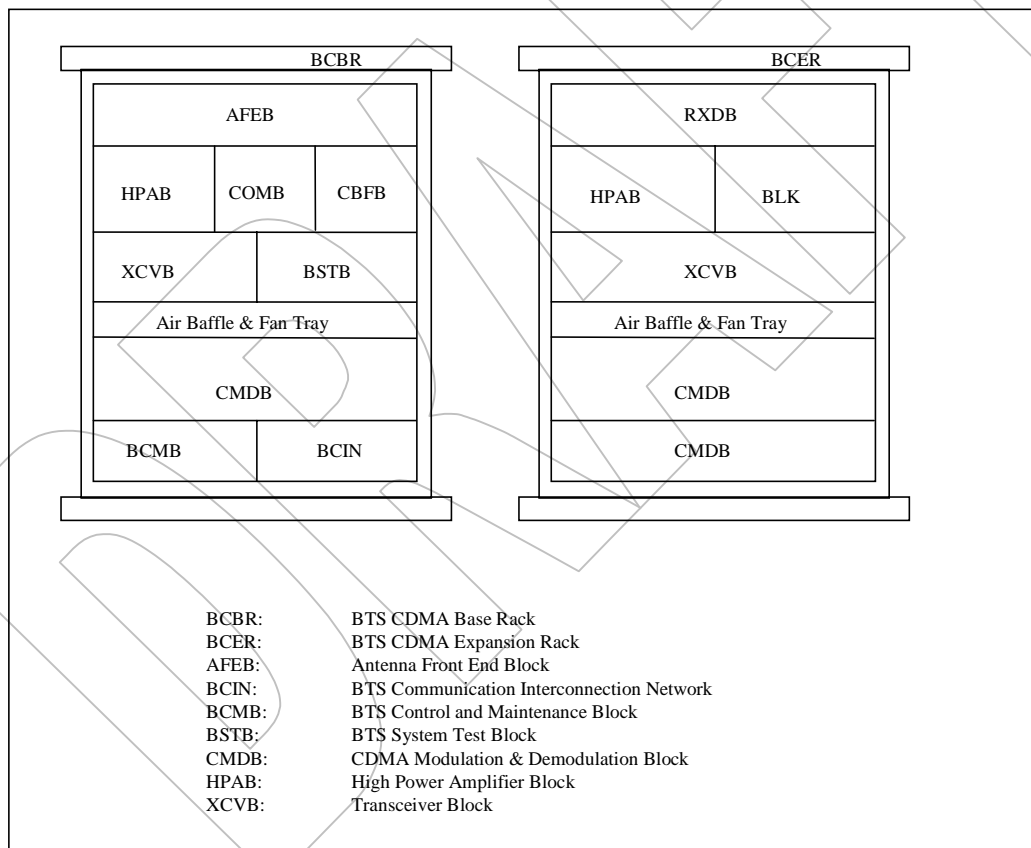 BCBR
BCER
AFEB
RXDB
HPAB COMB CBFB
HPAB BLK
XCVB BSTB
XCVB
Air Baffle & Fan Tray
Air Baffle & Fan Tray
CMDB
CMDB
BCMB BCIN
CMDB
BCBR: BTS CDMA Base Rack
BCER: BTS CDMA Expansion Rack
AFEB: Antenna Front End Block
BCIN: BTS Communication Interconnection Network
BCMB: BTS Control and Maintenance Block
BSTB: BTS System Test Block
CMDB: CDMA Modulation & Demodulation Block
HPAB: High Power Amplifier Block
XCVB: Transceiver Block
DRAFT